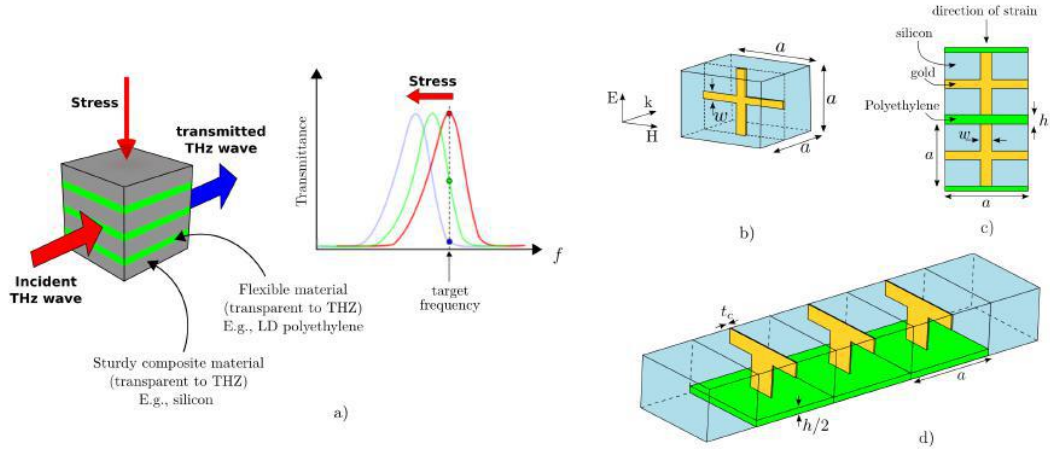 Stress
transmitted
THz wave
Incident
THz wave
Flexible material
(transparent to THZ)
E.g., LD polyethylene
Sturdy composite material
(transparent to THZ)
E.g., silicon
Transmittance
Stress
f
target
frequency
a)
E
k
H
w
a
a
a
b)
direction of strain
silicon
gold
Polyethylene
h
w
a
a
c)
t_c
h/2
a
d)